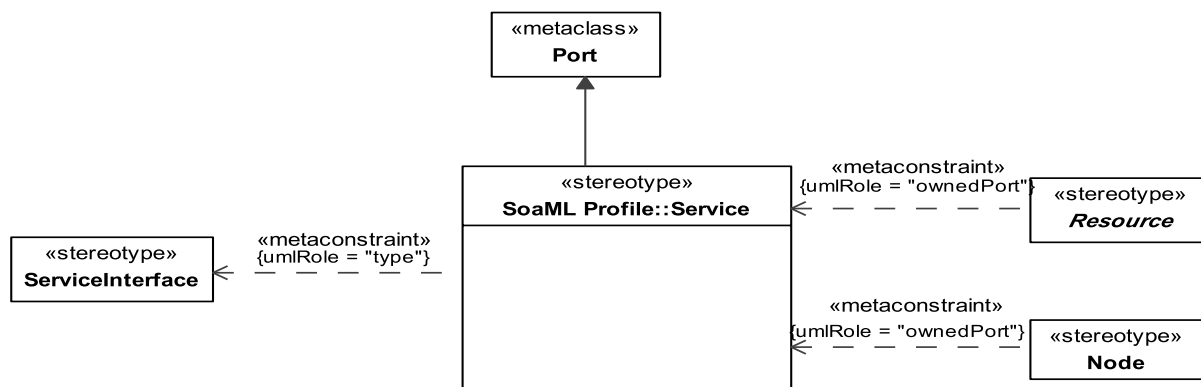 «metaclass»
Port
«stereotype»
SoaML Profile::Service
«metaconstraint»
{umlRole = "ownedPort"}
«stereotype»
Resource
«metaconstraint»
{umlRole = "type"}
«stereotype»
ServiceInterface
«metaconstraint»
{umlRole = "ownedPort"}
«stereotype»
Node